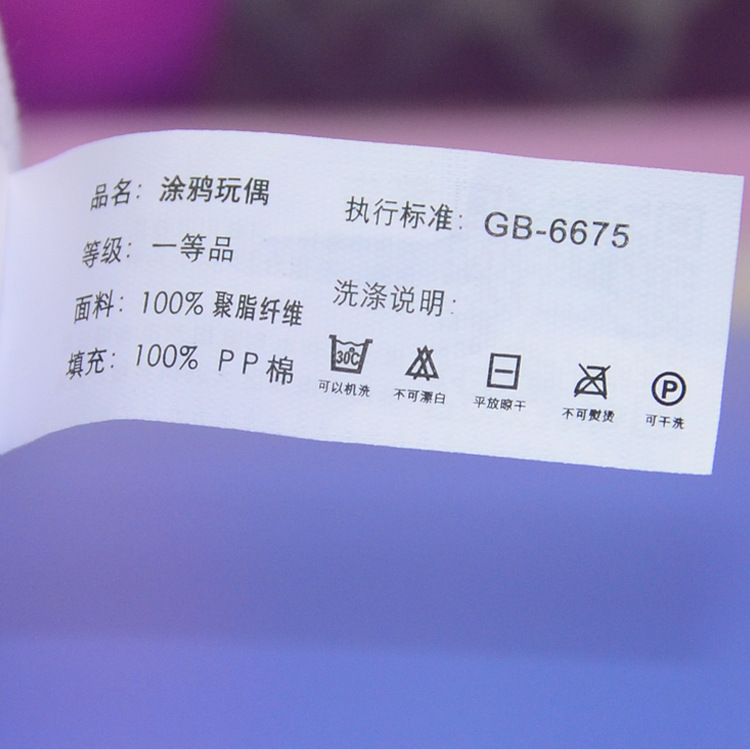 品名：涂鸦玩偶
等级：一等品
面料：100% 聚脂纤维
填充：100% PP棉
执行标准：GB-6675
洗涤说明：
30℃
P
可以机洗
不可漂白
平放晾干
不可熨烫
可干洗